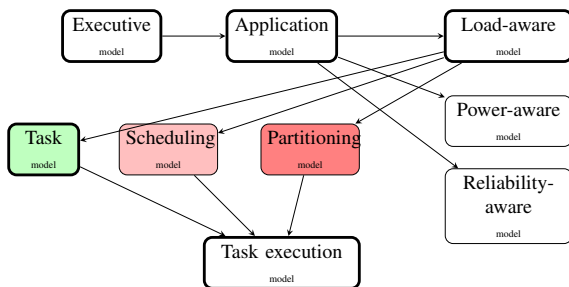 Executive
model
Application
model
Load-aware
model
Power-aware
model
Task
model
Scheduling
model
Partitioning
model
Reliability-
aware
model
Task execution
model